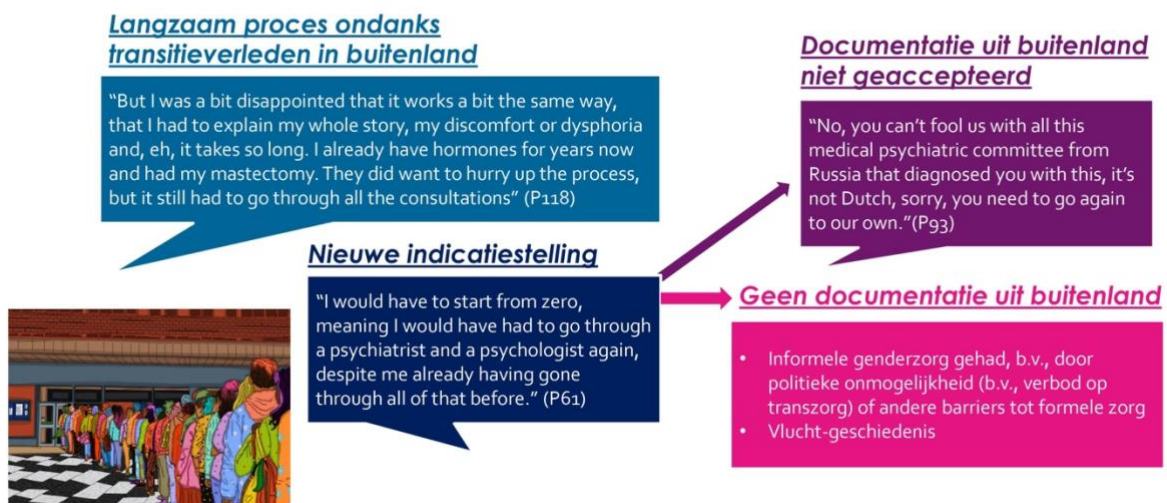 Langzaam proces ondanks
transitieverleden in buitenland
“But I was a bit disappointed that it works a bit the same way,
that I had to explain my whole story, my discomfort or dysphoria
and, eh, it takes so long. I already have hormones for years now
and had my mastectomy. They did want to hurry up the process,
but it still had to go through all the consultations” (P118)
Nieuwe indicatiestelling
“I would have to start from zero,
meaning I would have had to go through
a psychiatrist and a psychologist again,
despite me already having gone
through all of that before.” (P61)
Documentatie uit buitenland
niet geaccepteerd
“No, you can’t fool us with all this
medical psychiatric committee from
Russia that diagnosed you with this, it’s
not Dutch, sorry, you need to go again
to our own.”(P93)
Geen documentatie uit buitenland
• Informele genderzorg gehad, b.v., door
politieke onmogelijkheid (b.v., verbod op
transzorg) of andere barriers tot formele zorg
• Vlucht-geschiedenis